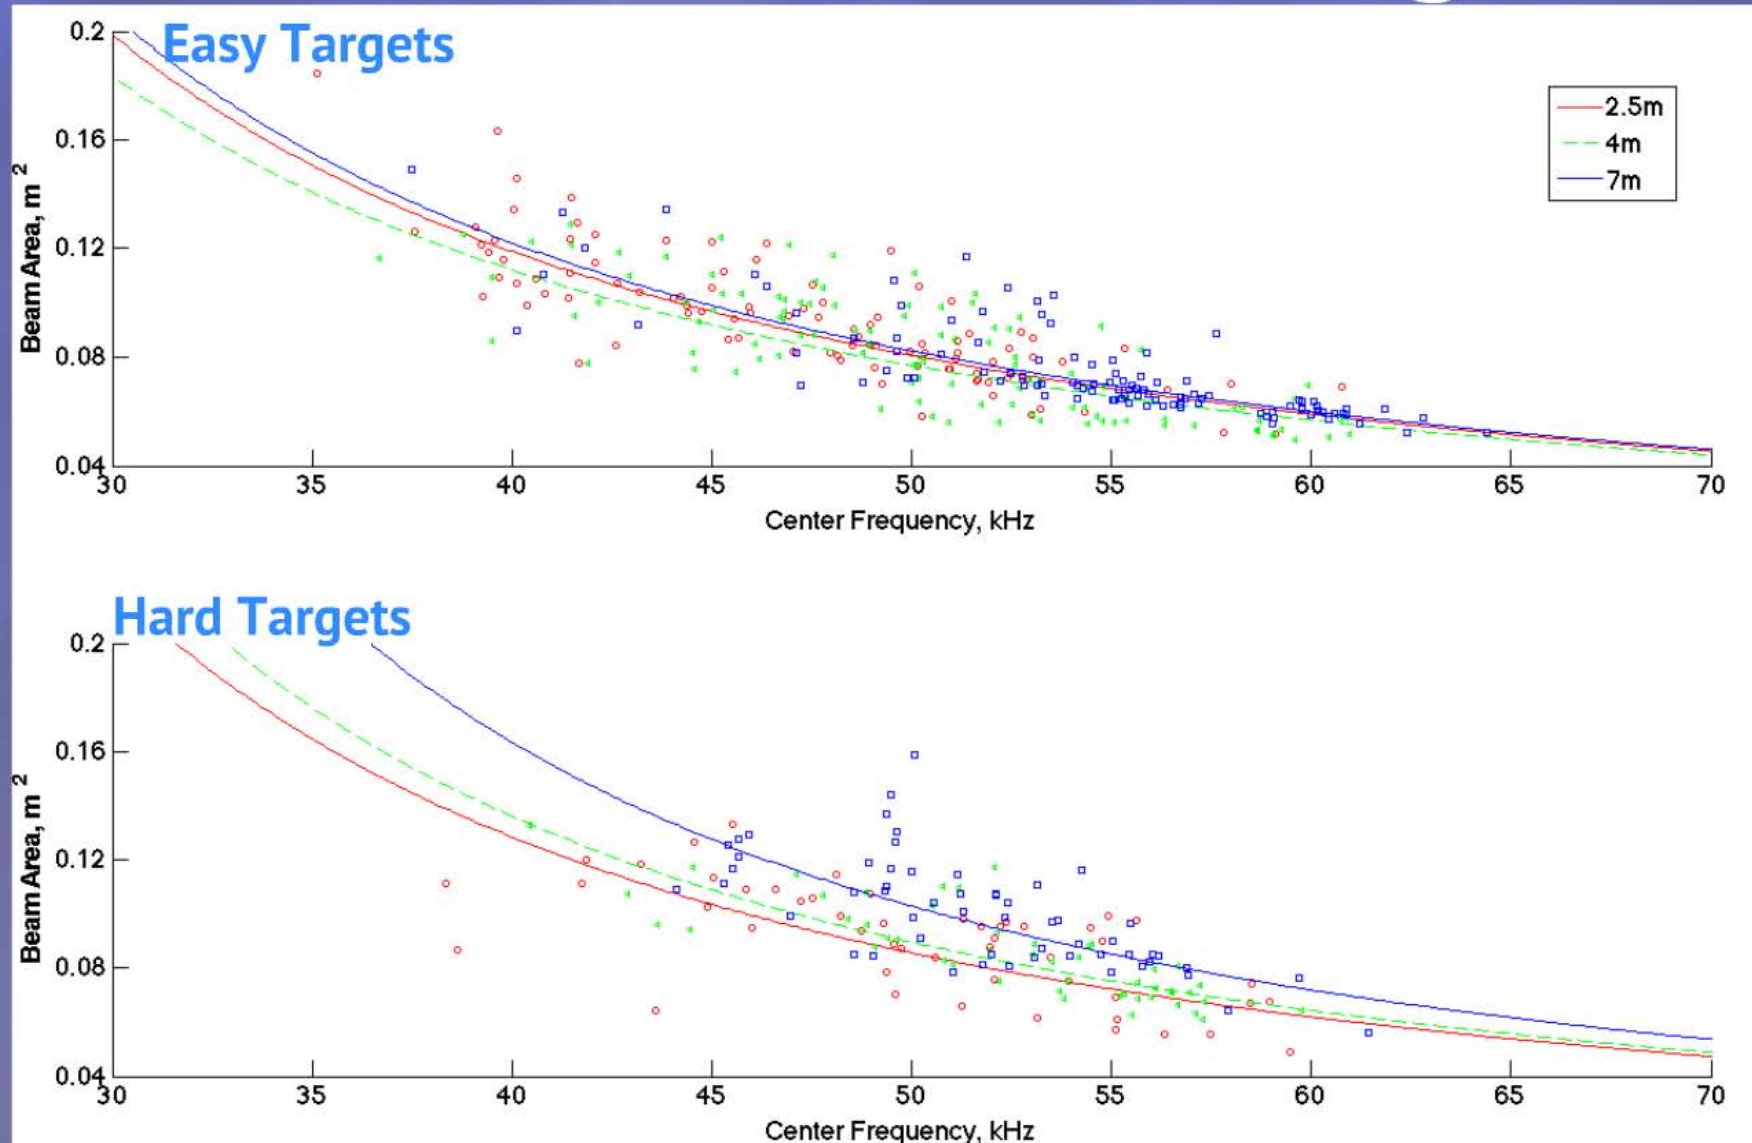 Easy Targets
0.2
0.16
0.12
0.08
0.04
Beam Area, m 2
30 35 40 45 50 55 60 65 70
Center Frequency, kHz
2.5m
4m
7m
Hard Targets
0.2
0.16
0.12
0.08
0.04
Beam Area, m 2
30 35 40 45 50 55 60 65 70
Center Frequency, kHz